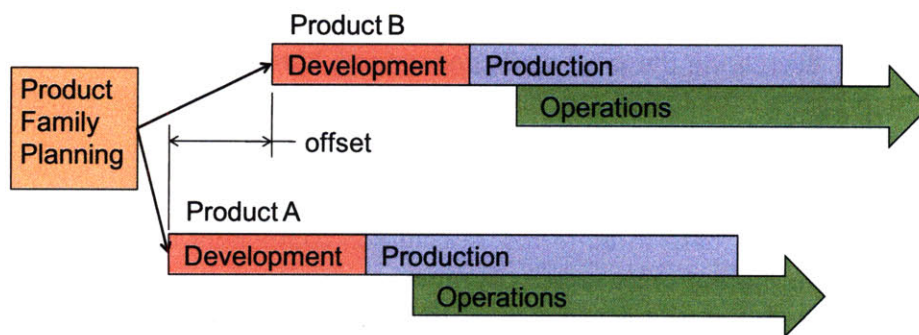 Product B
Development
Production
Operations
Product
Family
Planning
offset
Product A
Development
Production
Operations